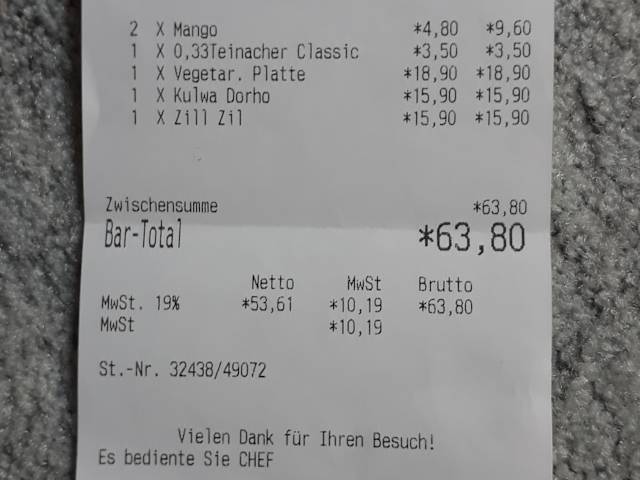 2 X Mango *4,80 *9,60
1 X 0,33Teinacher Classic *3,50 *3,50
1 X Vegetar. Platte *18,90 *18,90
1 X Kulwa Dorho *15,90 *15,90
1 X Zill Zil *15,90 *15,90
Zwischensumme *63,80
Bar-Total *63,80
Netto MwSt Brutto
MwSt. 19% *53,61 *10,19 *63,80
MwSt *10,19
St.-Nr. 32438/49072
Vielen Dank für Ihren Besuch!
Es bediente Sie CHEF